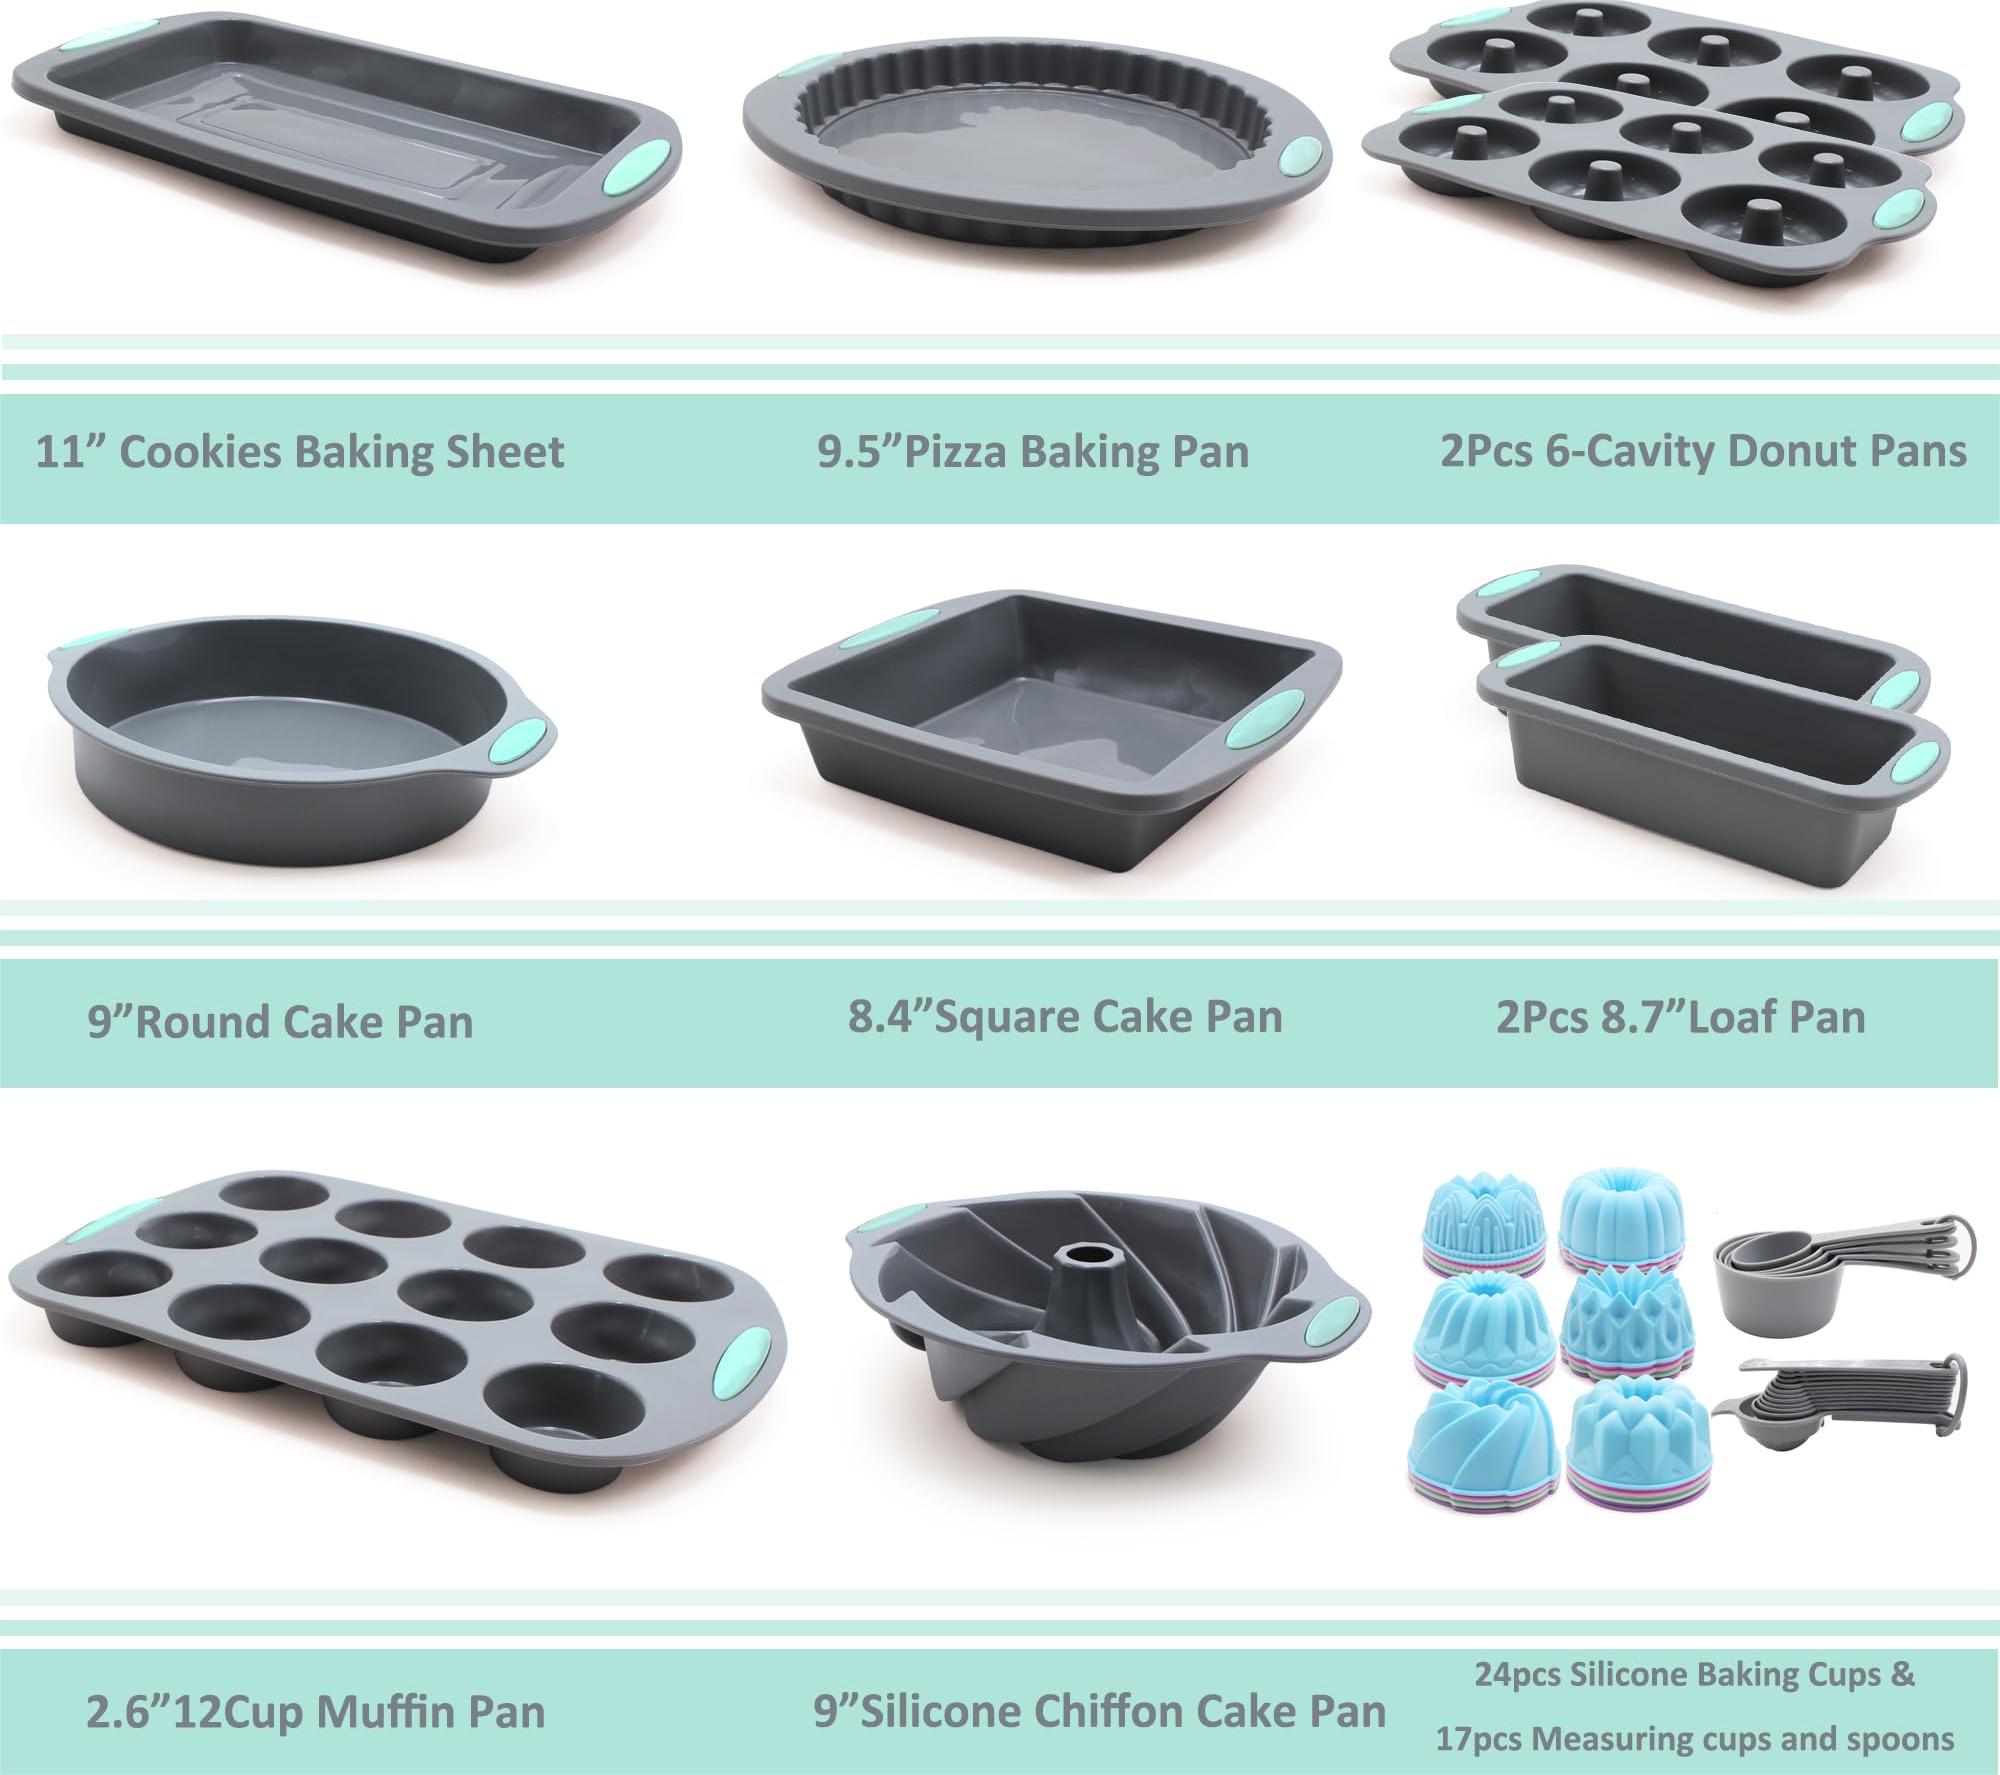 11” Cookies Baking Sheet
9.5”Pizza Baking Pan
2Pcs 6-Cavity Donut Pans
9”Round Cake Pan
8.4”Square Cake Pan
2Pcs 8.7”Loaf Pan
2.6”12Cup Muffin Pan
9”Silicone Chiffon Cake Pan
24pcs Silicone Baking Cups &
17pcs Measuring cups and spoons